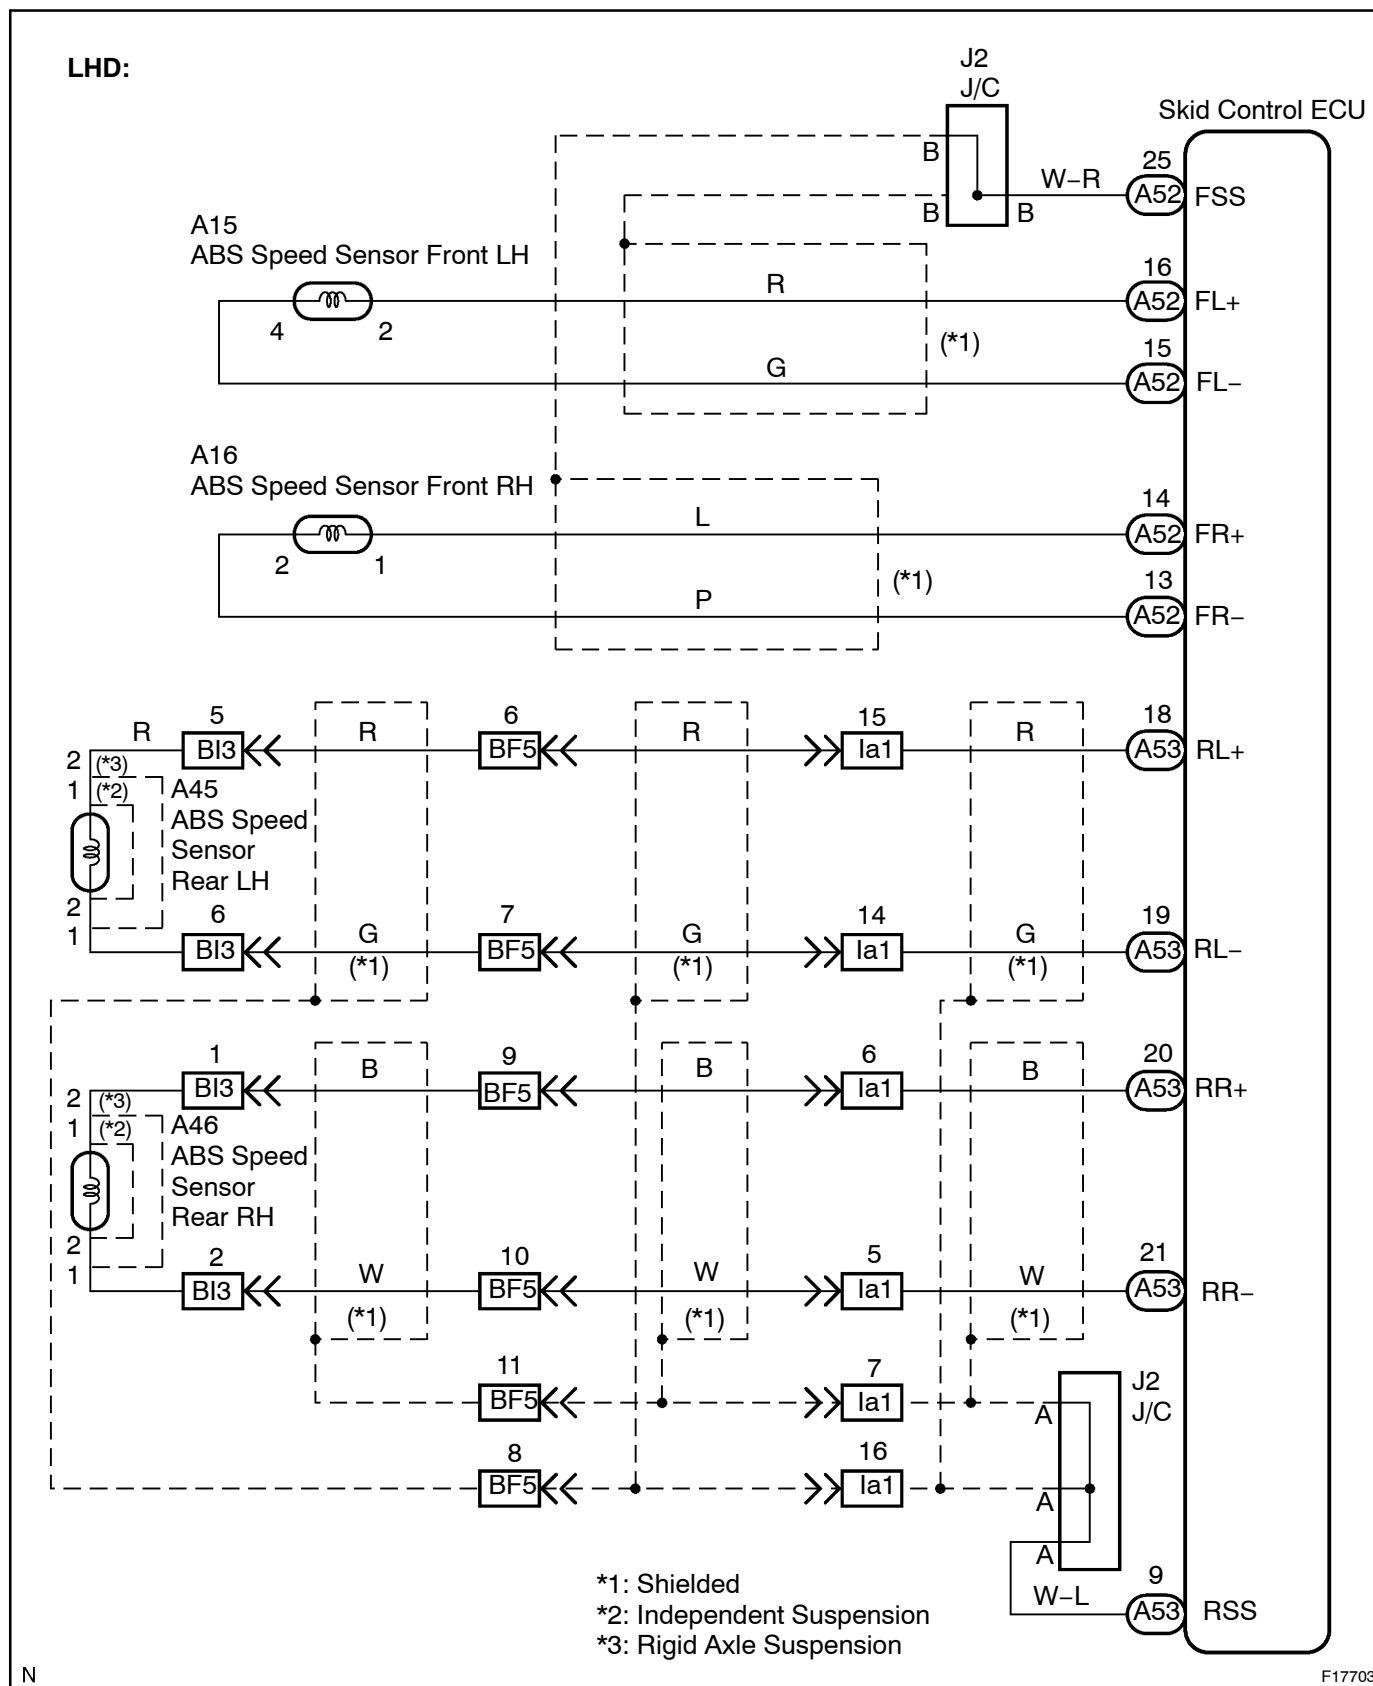 LHD:
J2
J/C
Skid Control ECU
B
W−R
25
A52
FSS
B
B
A15
ABS Speed Sensor Front LH
4
2
R
16
A52
FL+
(*1)
G
15
A52
FL−
A16
ABS Speed Sensor Front RH
2
1
L
14
A52
FR+
(*1)
P
13
A52
FR−
R
5
BI3
R
6
BF5
R
15
Ia1
R
18
A53
RL+
2
(*3)
1
(*2)
A45
ABS Speed
Sensor
Rear LH
2
1
6
BI3
G
(*1)
7
BF5
G
(*1)
14
Ia1
G
(*1)
19
A53
RL−
1
BI3
B
9
BF5
B
6
Ia1
B
20
A53
RR+
2
(*3)
1
(*2)
A46
ABS Speed
Sensor
Rear RH
2
1
2
BI3
W
(*1)
10
BF5
W
(*1)
5
Ia1
W
(*1)
21
A53
RR−
11
BF5
7
Ia1
A
J2
J/C
8
BF5
16
Ia1
A
A
W−L
9
A53
RSS
*1: Shielded
*2: Independent Suspension
*3: Rigid Axle Suspension
N
F17703